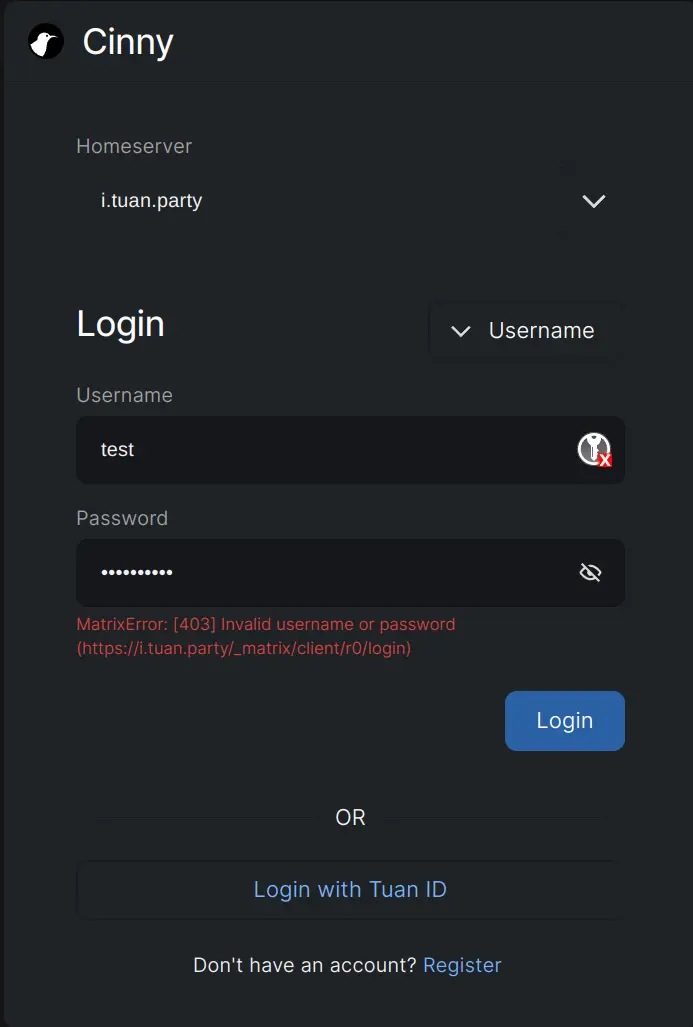 Cinny
Homeserver
i.tuan.party
Login
Username
Username
test
Password
••••••••••
MatrixError: [403] Invalid username or password
(https://i.tuan.party/_matrix/client/r0/login)
Login
OR
Login with Tuan ID
Don't have an account? Register